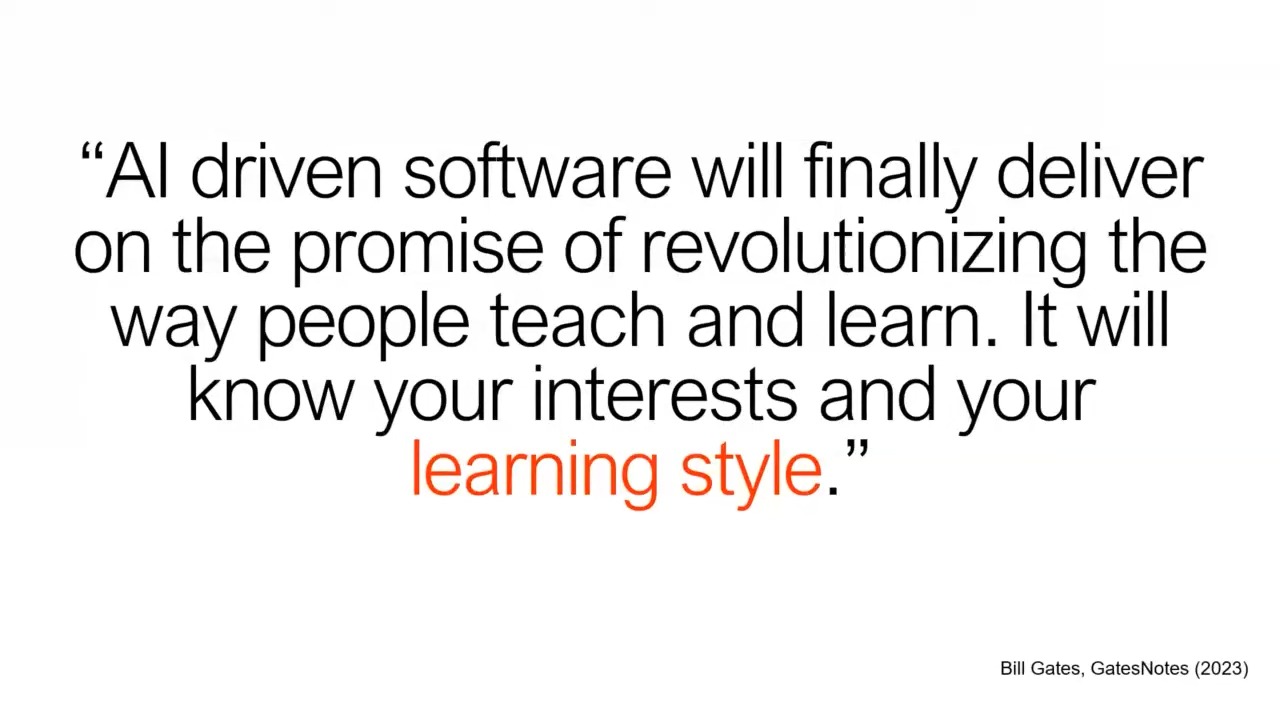 “AI driven software will finally deliver
on the promise of revolutionizing the
way people teach and learn. It will
know your interests and your
learning style.”
Bill Gates, GatesNotes (2023)